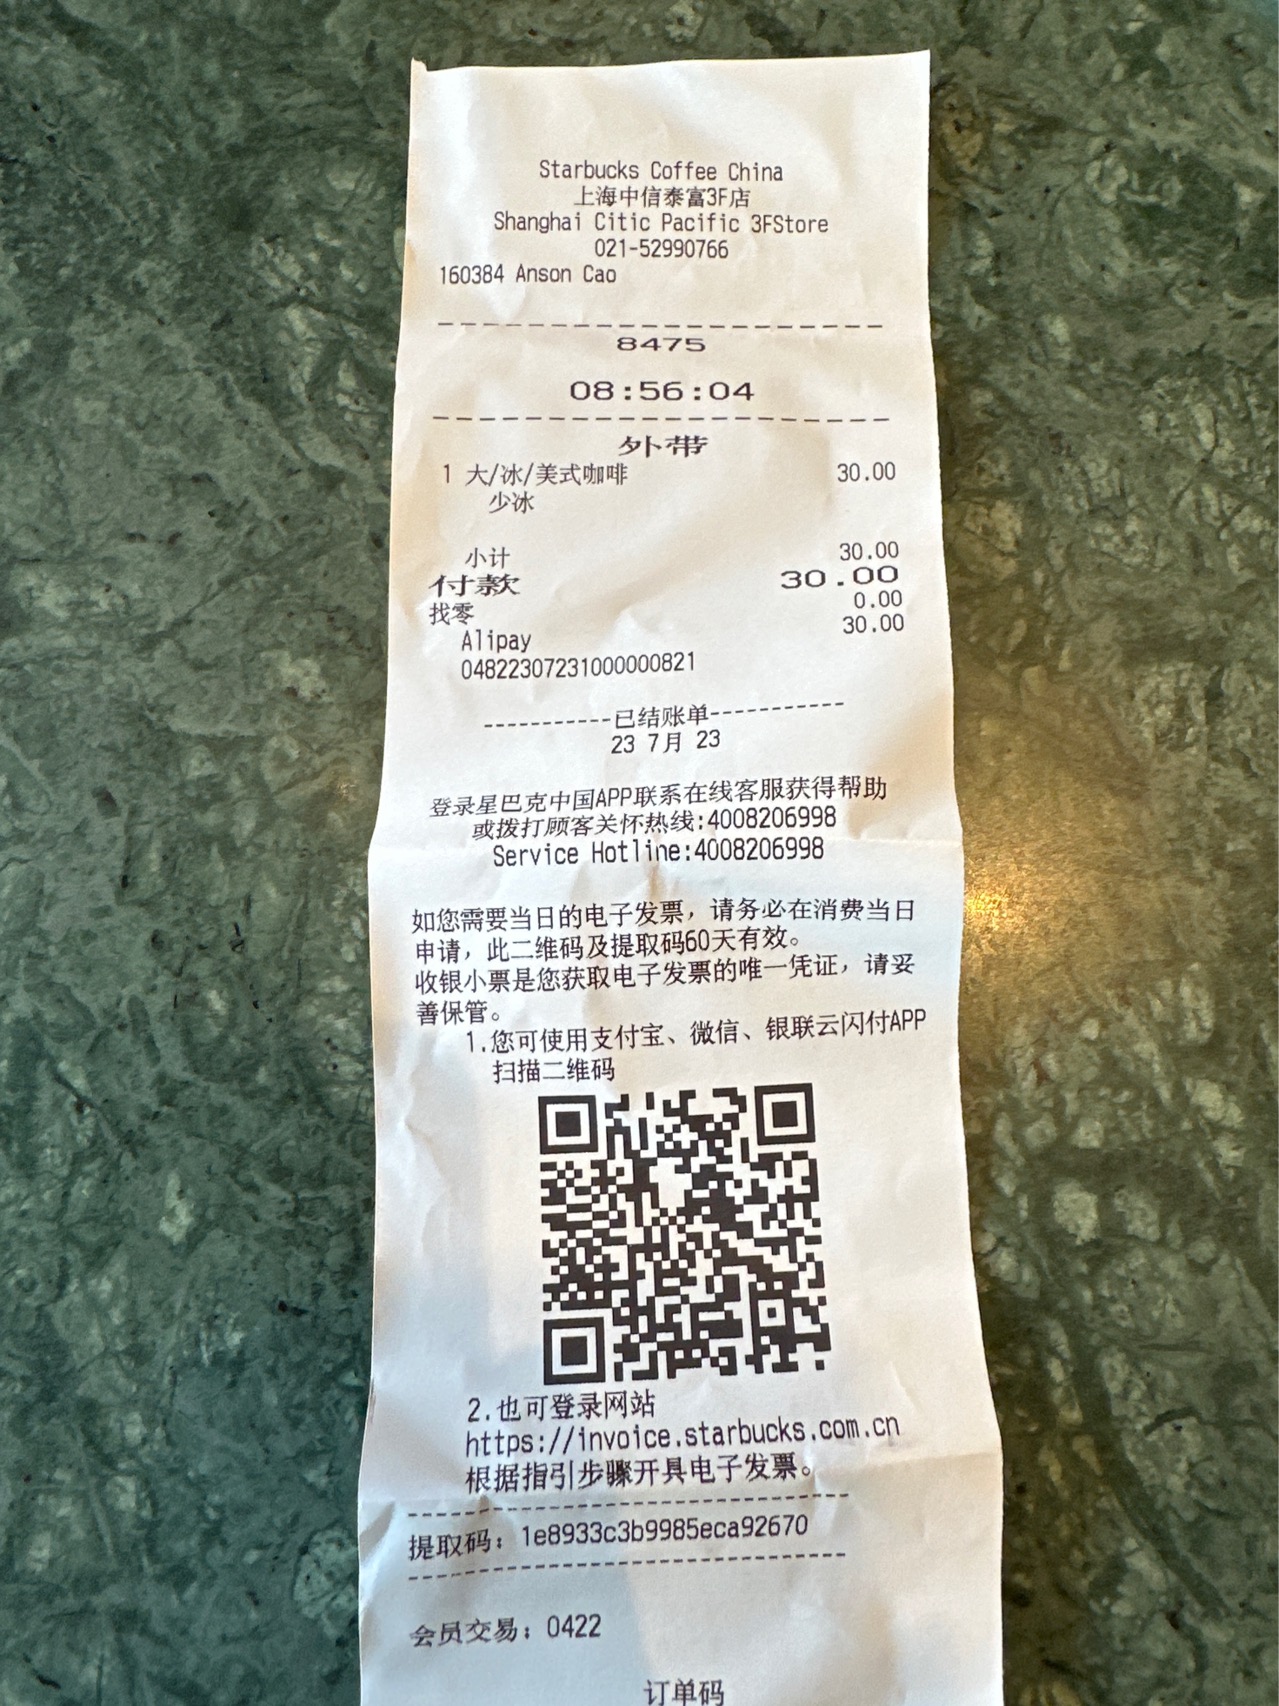 Starbucks Coffee China
上海中信泰富3F店
Shanghai Citic Pacific 3FStore
021-52990766
160384 Anson Cao
8475
08:56:04
外带
1 大/冰/美式咖啡 30.00
少冰
小计 30.00
付款 30.00
找零 0.00
Alipay 30.00
04822307231000000821
-----------已结账单-----------
23 7月 23
登录星巴克中国APP联系在线客服获得帮助
或拨打顾客关怀热线:4008206998
Service Hotline:4008206998
如您需要当日的电子发票，请务必在消费当日
申请，此二维码及提取码60天有效。
收银小票是您获取电子发票的唯一凭证，请妥
善保管。
1.您可使用支付宝、微信、银联云闪付APP
扫描二维码
2.也可登录网站
https://invoice.starbucks.com.cn
根据指引步骤开具电子发票。
提取码：1e8933c3b9985eca92670
会员交易：0422
订单码